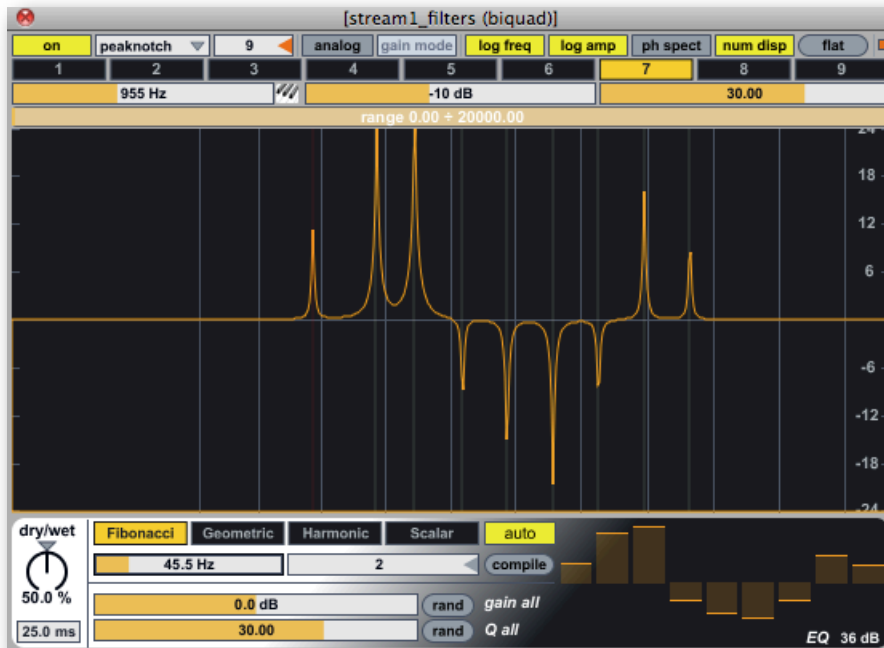 [stream1_filters (biquad)]
on peaknotch 9 analog gain mode log freq log amp ph spect num disp flat
1 2 3 4 5 6 7 8 9
955 Hz -10 dB 30.00
range 0.00 ÷ 20000.00
24
18
12
6
-6
-12
-18
-24
dry/wet Fibonacci Geometric Harmonic Scalar auto
45.5 Hz 2 compile
50.0 % 0.0 dB rand gain all
25.0 ms 30.00 rand Q all
EQ 36 dB